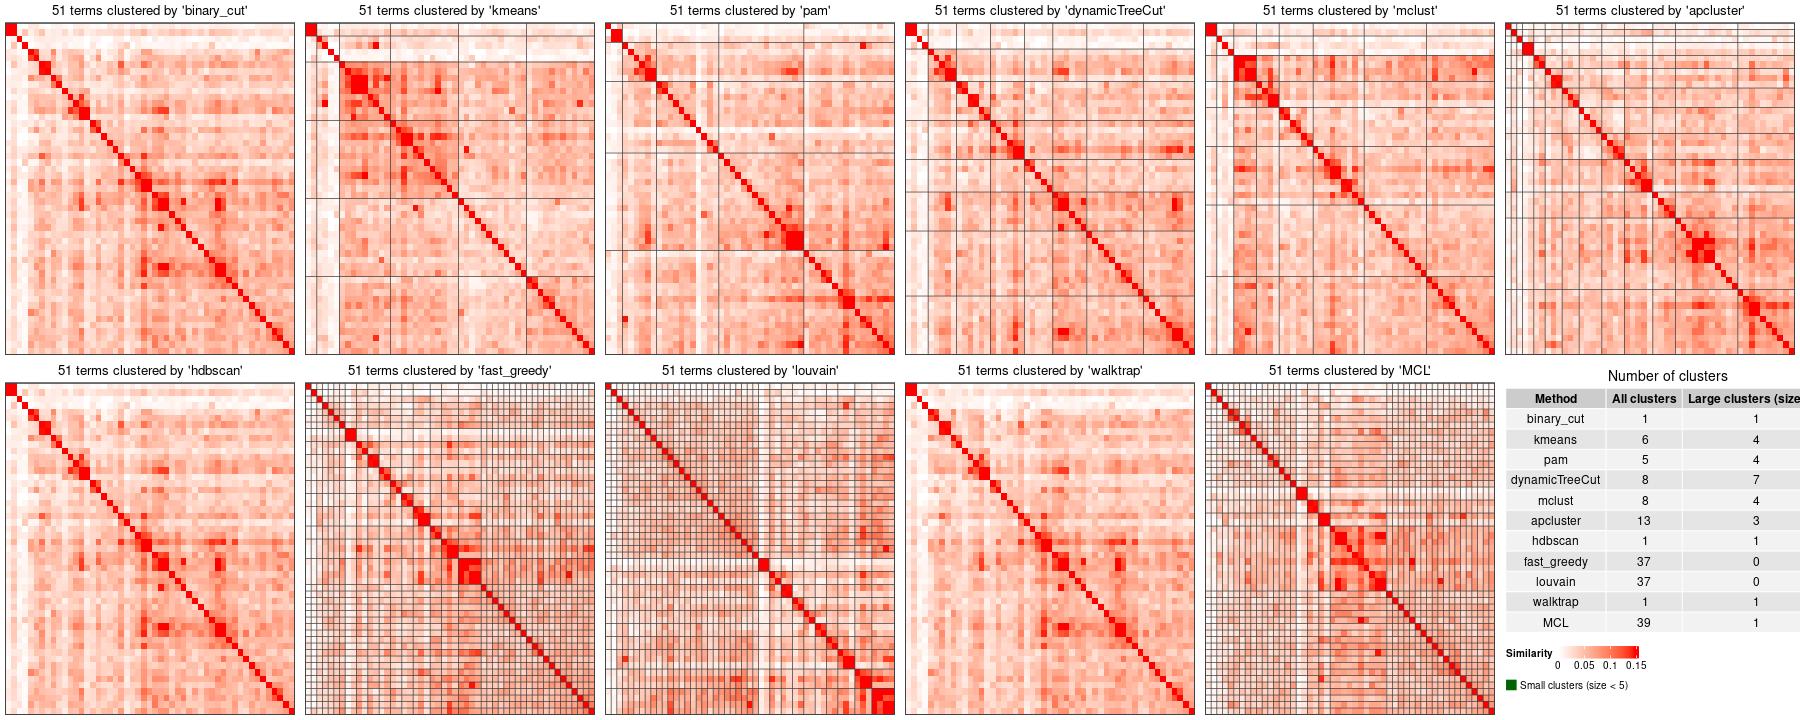 51 terms clustered by 'binary_cut'
51 terms clustered by 'kmeans'
51 terms clustered by 'pam'
51 terms clustered by 'dynamicTreeCut'
51 terms clustered by 'mclust'
51 terms clustered by 'apcluster'
51 terms clustered by 'hdbscan'
51 terms clustered by 'fast_greedy'
51 terms clustered by 'louvain'
51 terms clustered by 'walktrap'
51 terms clustered by 'MCL'
Number of clusters
Method All clusters Large clusters (size
binary_cut 1 1
kmeans 6 4
pam 5 4
dynamicTreeCut 8 7
mclust 8 4
apcluster 13 3
hdbscan 1 1
fast_greedy 37 0
louvain 37 0
walktrap 1 1
MCL 39 1
Similarity
0 0.05 0.1 0.15
Small clusters (size < 5)